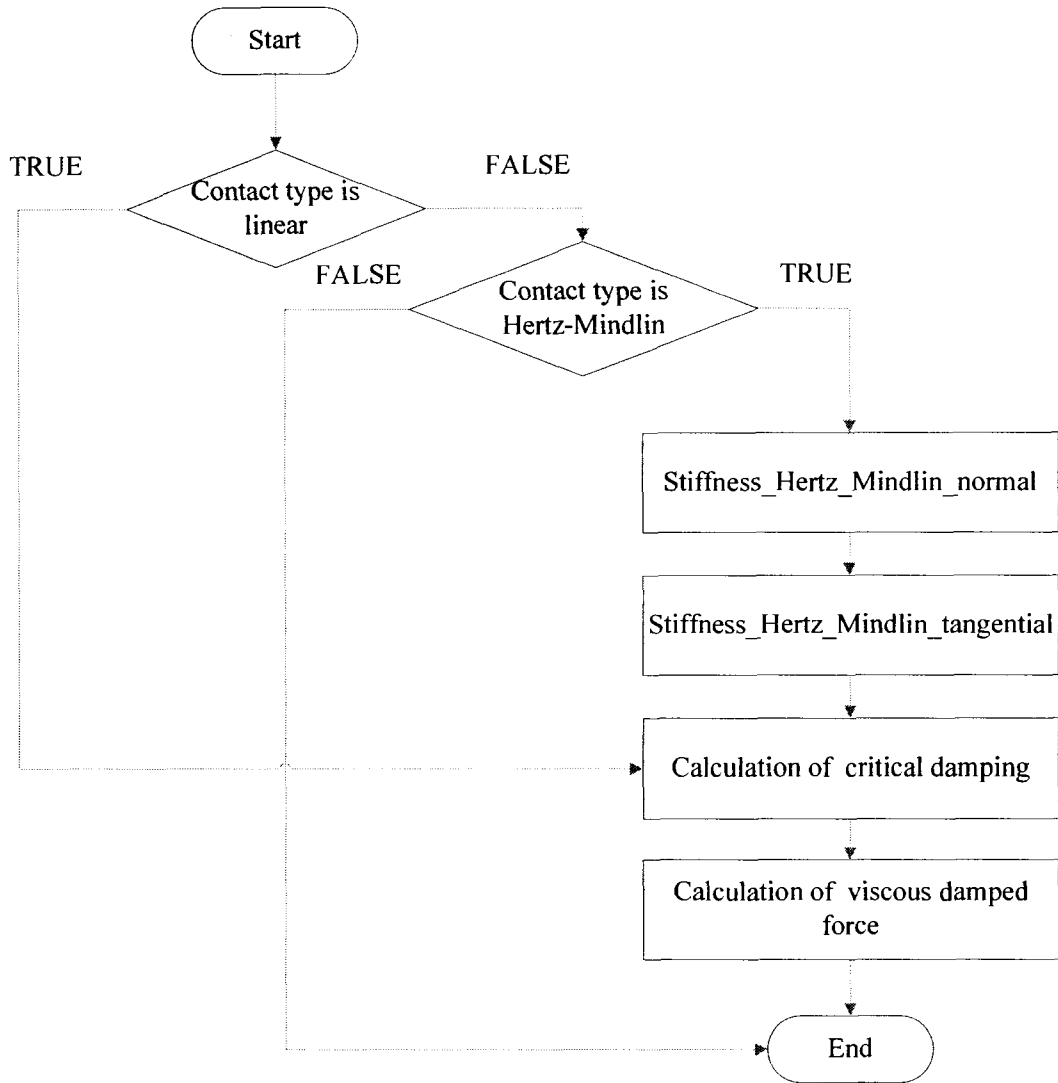 Start
TRUE
FALSE
Contact type is
linear
FALSE
TRUE
Contact type is
Hertz-Mindlin
Stiffness_Hertz_Mindlin_normal
Stiffness_Hertz_Mindlin_tangential
Calculation of critical damping
Calculation of viscous damped
force
End